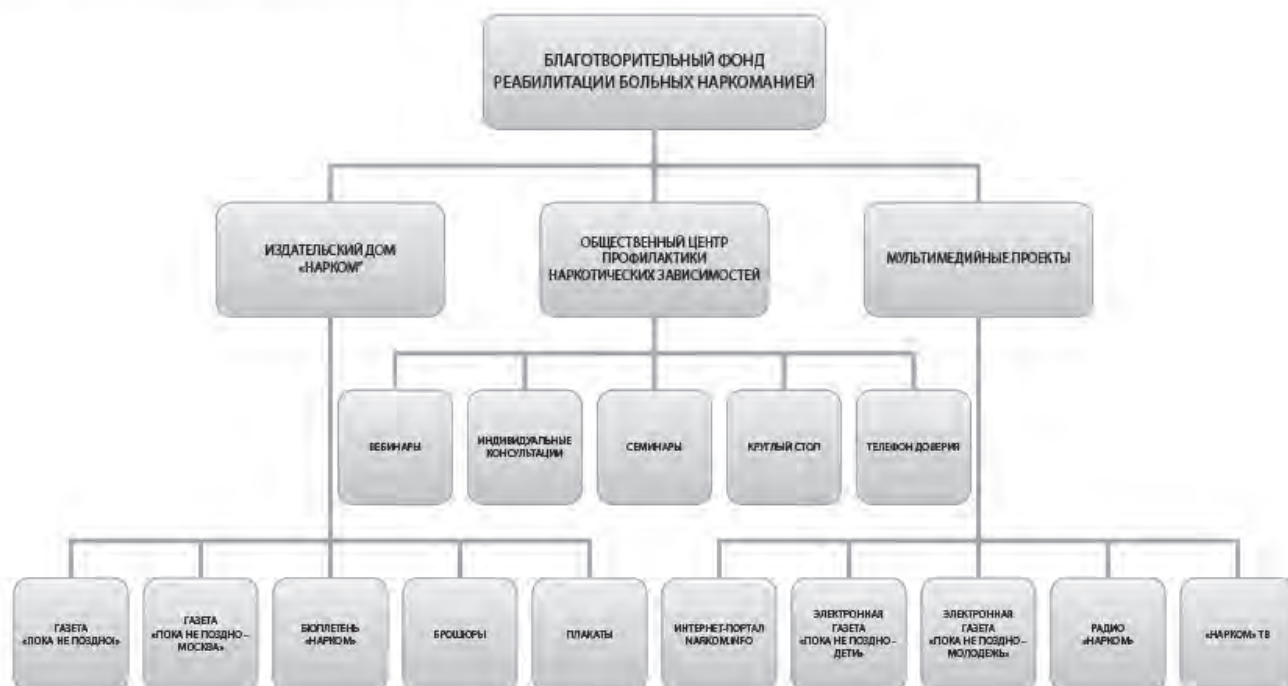 БЛАГОТВОРИТЕЛЬНЫЙ ФОНД
РЕАБИЛИТАЦИИ БОЛЬНЫХ НАРКОМАНИЕЙ
ИЗДАТЕЛЬСКИЙ ДОМ
«НАРКОМ"
ОБЩЕСТВЕННЫЙ ЦЕНТР
ПРОФИЛАКТИКИ
НАРКОТИЧЕСКИХ ЗАВИСИМОСТЕЙ
МУЛЬТИМЕДИЙНЫЕ ПРОЕКТЫ
ВЕБИНАРЫ
ИНДИВИДУАЛЬНЫЕ
КОНСУЛЬТАЦИИ
СЕМИНАРЫ
КРУГЛЫЙ СТОЛ
ТЕЛЕФОН ДОВЕРИЯ
ГАЗЕТА
«ПОКА НЕ ПОЗДНО!»
ГАЗЕТА
«ПОКА НЕ ПОЗДНО –
МОСКВА»
БЮЛЛЕТЕНЬ
«НАРКОМ»
БРОШЮРЫ
ПЛАКАТЫ
ИНТЕРНЕТ-ПОРТАЛ
NARKOM.INFO
ЭЛЕКТРОННАЯ
ГАЗЕТА
«ПОКА НЕ ПОЗДНО –
ДЕТИ»
ЭЛЕКТРОННАЯ
ГАЗЕТА
«ПОКА НЕ ПОЗДНО –
МОЛОДЕЖЬ»
РАДИО
«НАРКОМ»
«НАРКОМ» ТВ